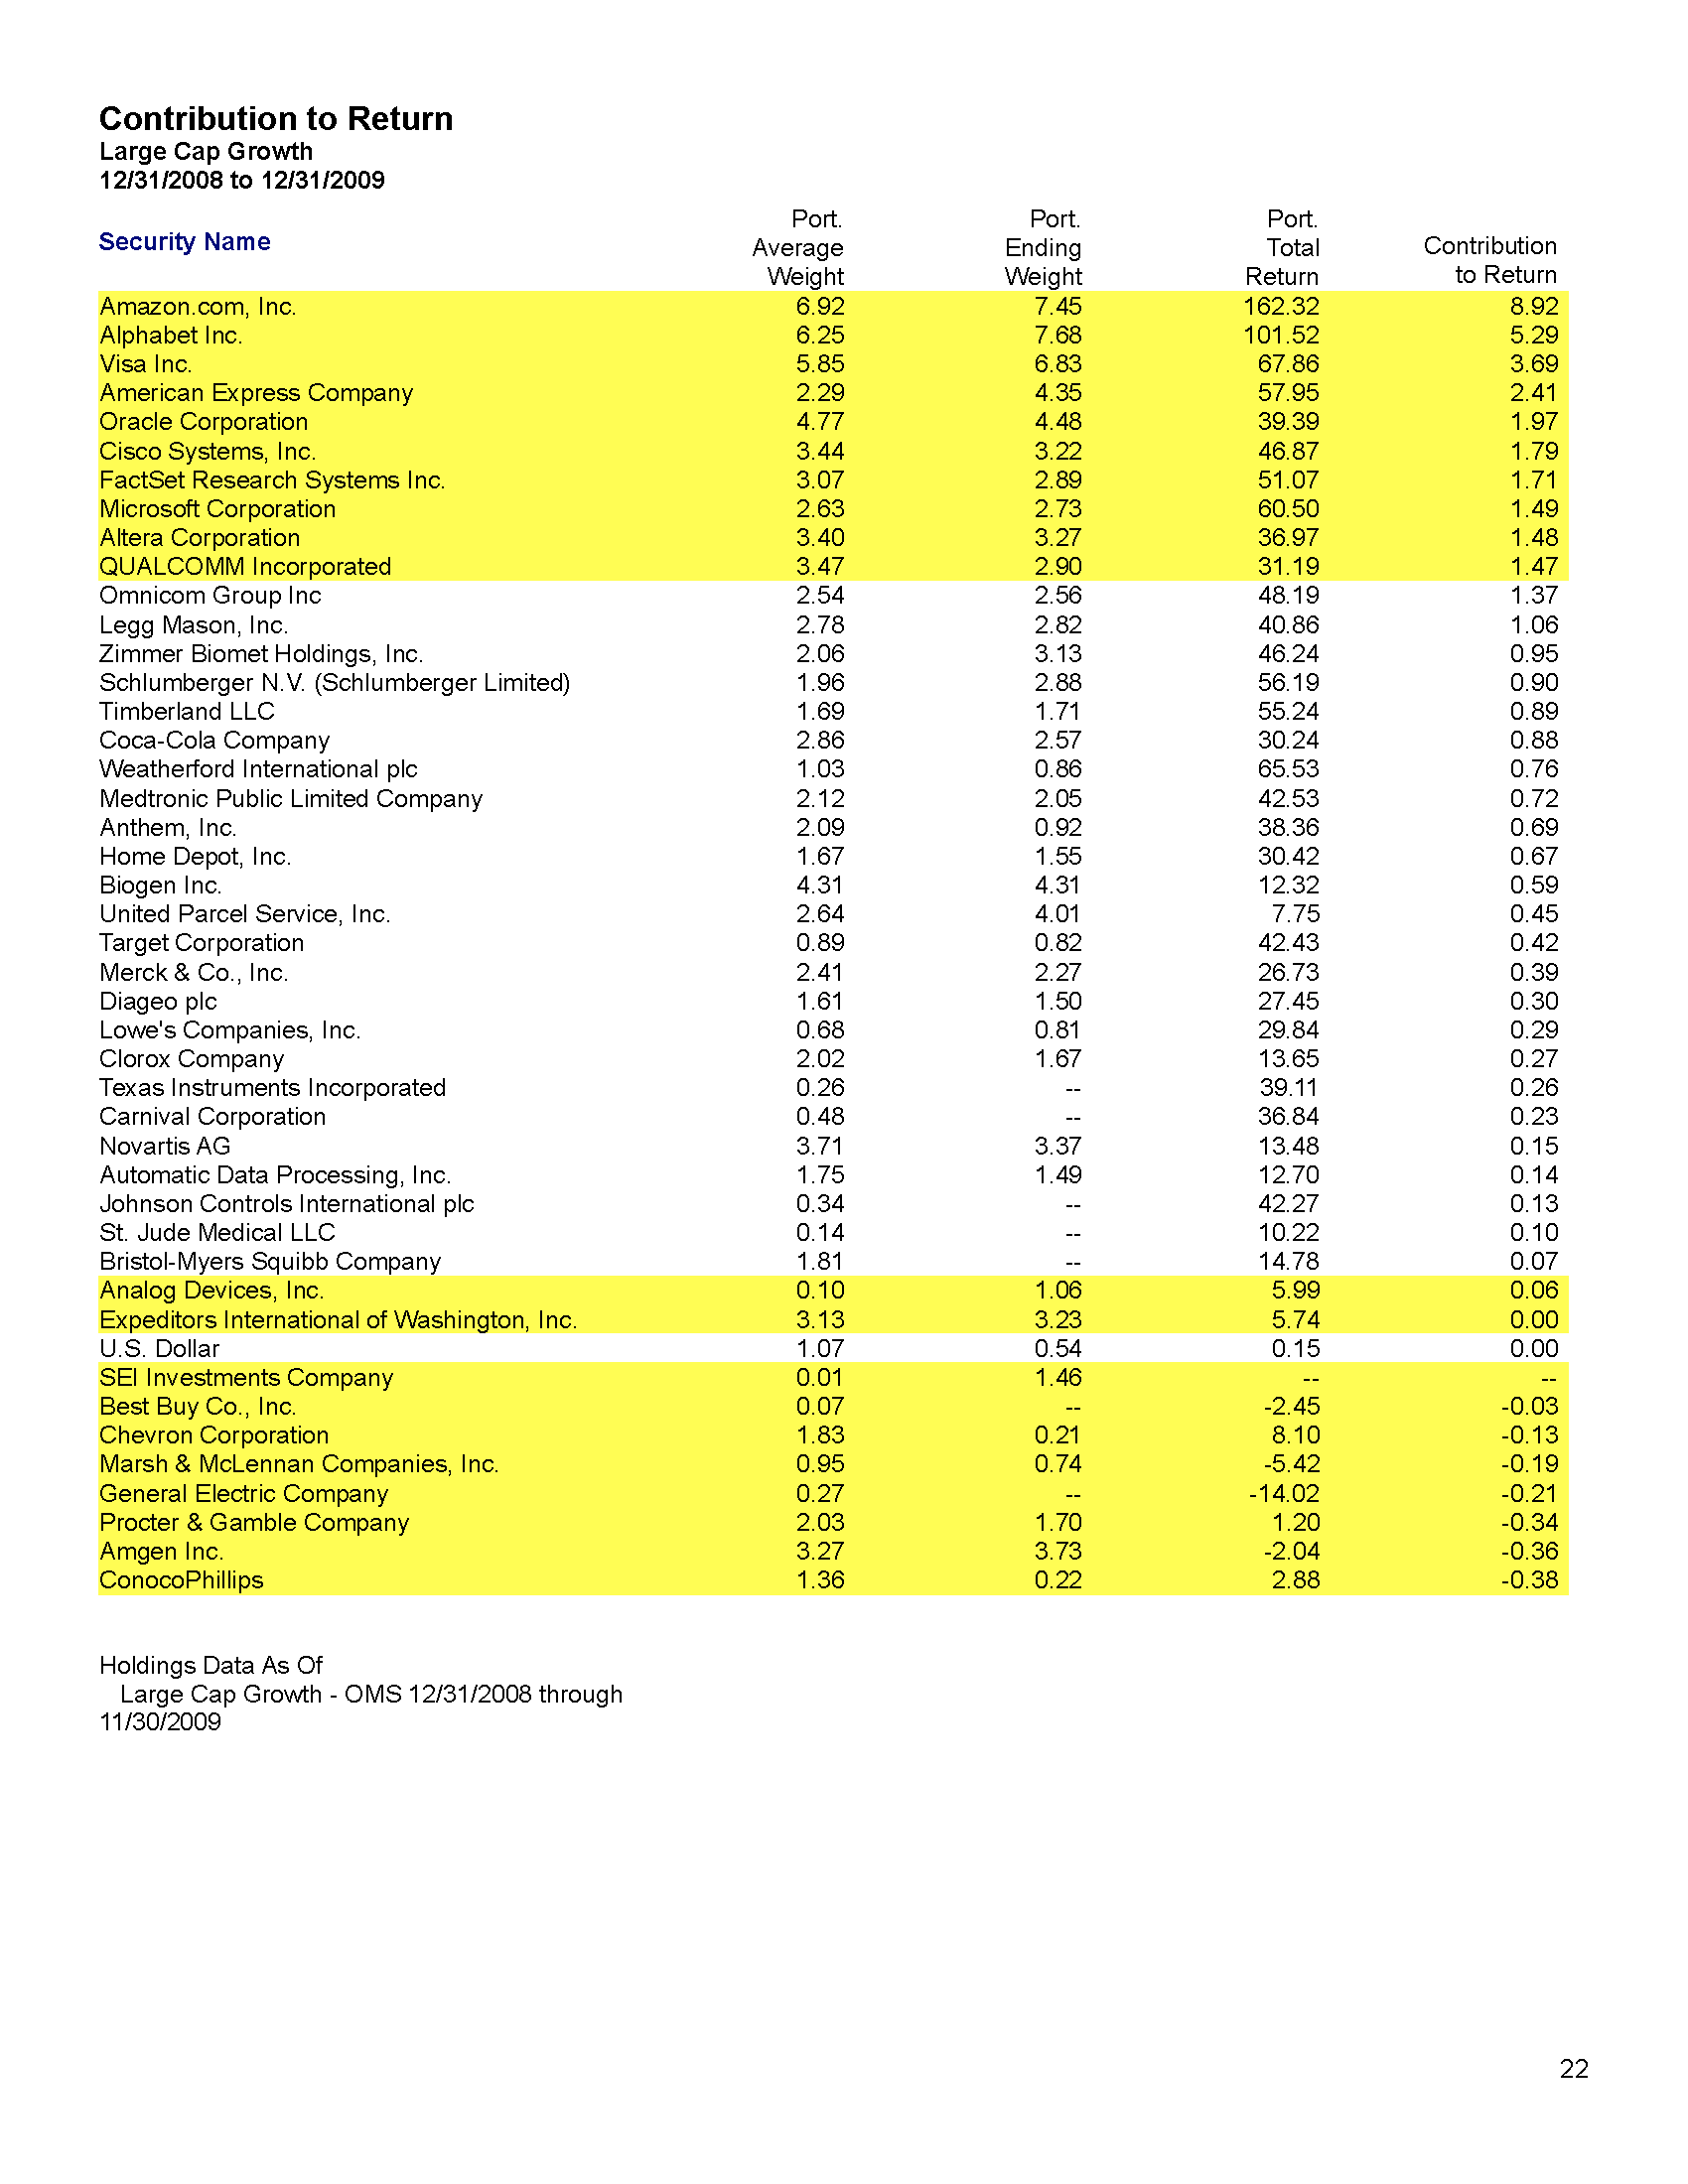 Contribution to Return
Large Cap Growth
12/31/2008 to 12/31/2009
Security Name Port. Average Weight Port. Ending Weight Port. Total Return Contribution to Return
Amazon.com, Inc. 6.92 7.45 162.32 8.92
Alphabet Inc. 6.25 7.68 101.52 5.29
Visa Inc. 5.85 6.83 67.86 3.69
American Express Company 2.29 4.35 57.95 2.41
Oracle Corporation 4.77 4.48 39.39 1.97
Cisco Systems, Inc. 3.44 3.22 46.87 1.79
FactSet Research Systems Inc. 3.07 2.89 51.07 1.71
Microsoft Corporation 2.63 2.73 60.50 1.49
Altera Corporation 3.40 3.27 36.97 1.48
QUALCOMM Incorporated 3.47 2.90 31.19 1.47
Omnicom Group Inc 2.54 2.56 48.19 1.37
Legg Mason, Inc. 2.78 2.82 40.86 1.06
Zimmer Biomet Holdings, Inc. 2.06 3.13 46.24 0.95
Schlumberger N.V. (Schlumberger Limited) 1.96 2.88 56.19 0.90
Timberland LLC 1.69 1.71 55.24 0.89
Coca-Cola Company 2.86 2.57 30.24 0.88
Weatherford International plc 1.03 0.86 65.53 0.76
Medtronic Public Limited Company 2.12 2.05 42.53 0.72
Anthem, Inc. 2.09 0.92 38.36 0.69
Home Depot, Inc. 1.67 1.55 30.42 0.67
Biogen Inc. 4.31 4.31 12.32 0.59
United Parcel Service, Inc. 2.64 4.01 7.75 0.45
Target Corporation 0.89 0.82 42.43 0.42
Merck & Co., Inc. 2.41 2.27 26.73 0.39
Diageo plc 1.61 1.50 27.45 0.30
Lowe's Companies, Inc. 0.68 0.81 29.84 0.29
Clorox Company 2.02 1.67 13.65 0.27
Texas Instruments Incorporated 0.26 -- 39.11 0.26
Carnival Corporation 0.48 -- 36.84 0.23
Novartis AG 3.71 3.37 13.48 0.15
Automatic Data Processing, Inc. 1.75 1.49 12.70 0.14
Johnson Controls International plc 0.34 -- 42.27 0.13
St. Jude Medical LLC 0.14 -- 10.22 0.10
Bristol-Myers Squibb Company 1.81 -- 14.78 0.07
Analog Devices, Inc. 0.10 1.06 5.99 0.06
Expeditors International of Washington, Inc. 3.13 3.23 5.74 0.00
U.S. Dollar 1.07 0.54 0.15 0.00
SEI Investments Company 0.01 1.46 -- --
Best Buy Co., Inc. 0.07 -- -2.45 -0.03
Chevron Corporation 1.83 0.21 8.10 -0.13
Marsh & McLennan Companies, Inc. 0.95 0.74 -5.42 -0.19
General Electric Company 0.27 -- -14.02 -0.21
Procter & Gamble Company 2.03 1.70 1.20 -0.34
Amgen Inc. 3.27 3.73 -2.04 -0.36
ConocoPhillips 1.36 0.22 2.88 -0.38
Holdings Data As Of
Large Cap Growth - OMS 12/31/2008 through
11/30/2009
22